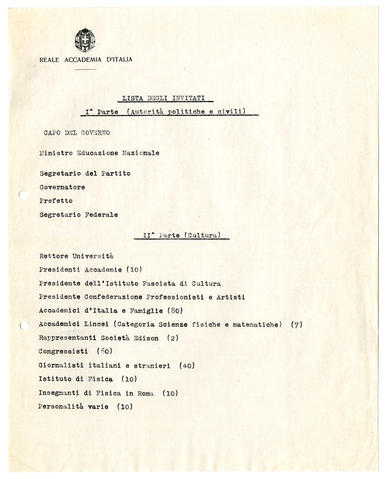 REALE ACCADEMIA D'ITALIA
LISTA DEGLI INVITATI
I^ Parte (Autorità politiche e civili)
CAPO DEL GOVERNO
Ministro Educazione Nazionale
Segretario del Partito
Governatore
Prefetto
Segretario Federale
II^ Parte (Cultura)
Rettore Università
Presidenti Accademie (10)
Presidente dell'Istituto Fascista di Cultura
Presidente Confederazione Professionisti e Artisti
Accademici d'Italia e Famiglie (80)
Accademici Lincei (Categoria Scienze fisiche e matematiche) (7)
Rappresentanti Società Edison (2)
Congressisti (60)
Giornalisti italiani e stranieri (40)
Istituto di Fisica (10)
Insegnanti di Fisica in Roma (10)
Personalità varie (10)